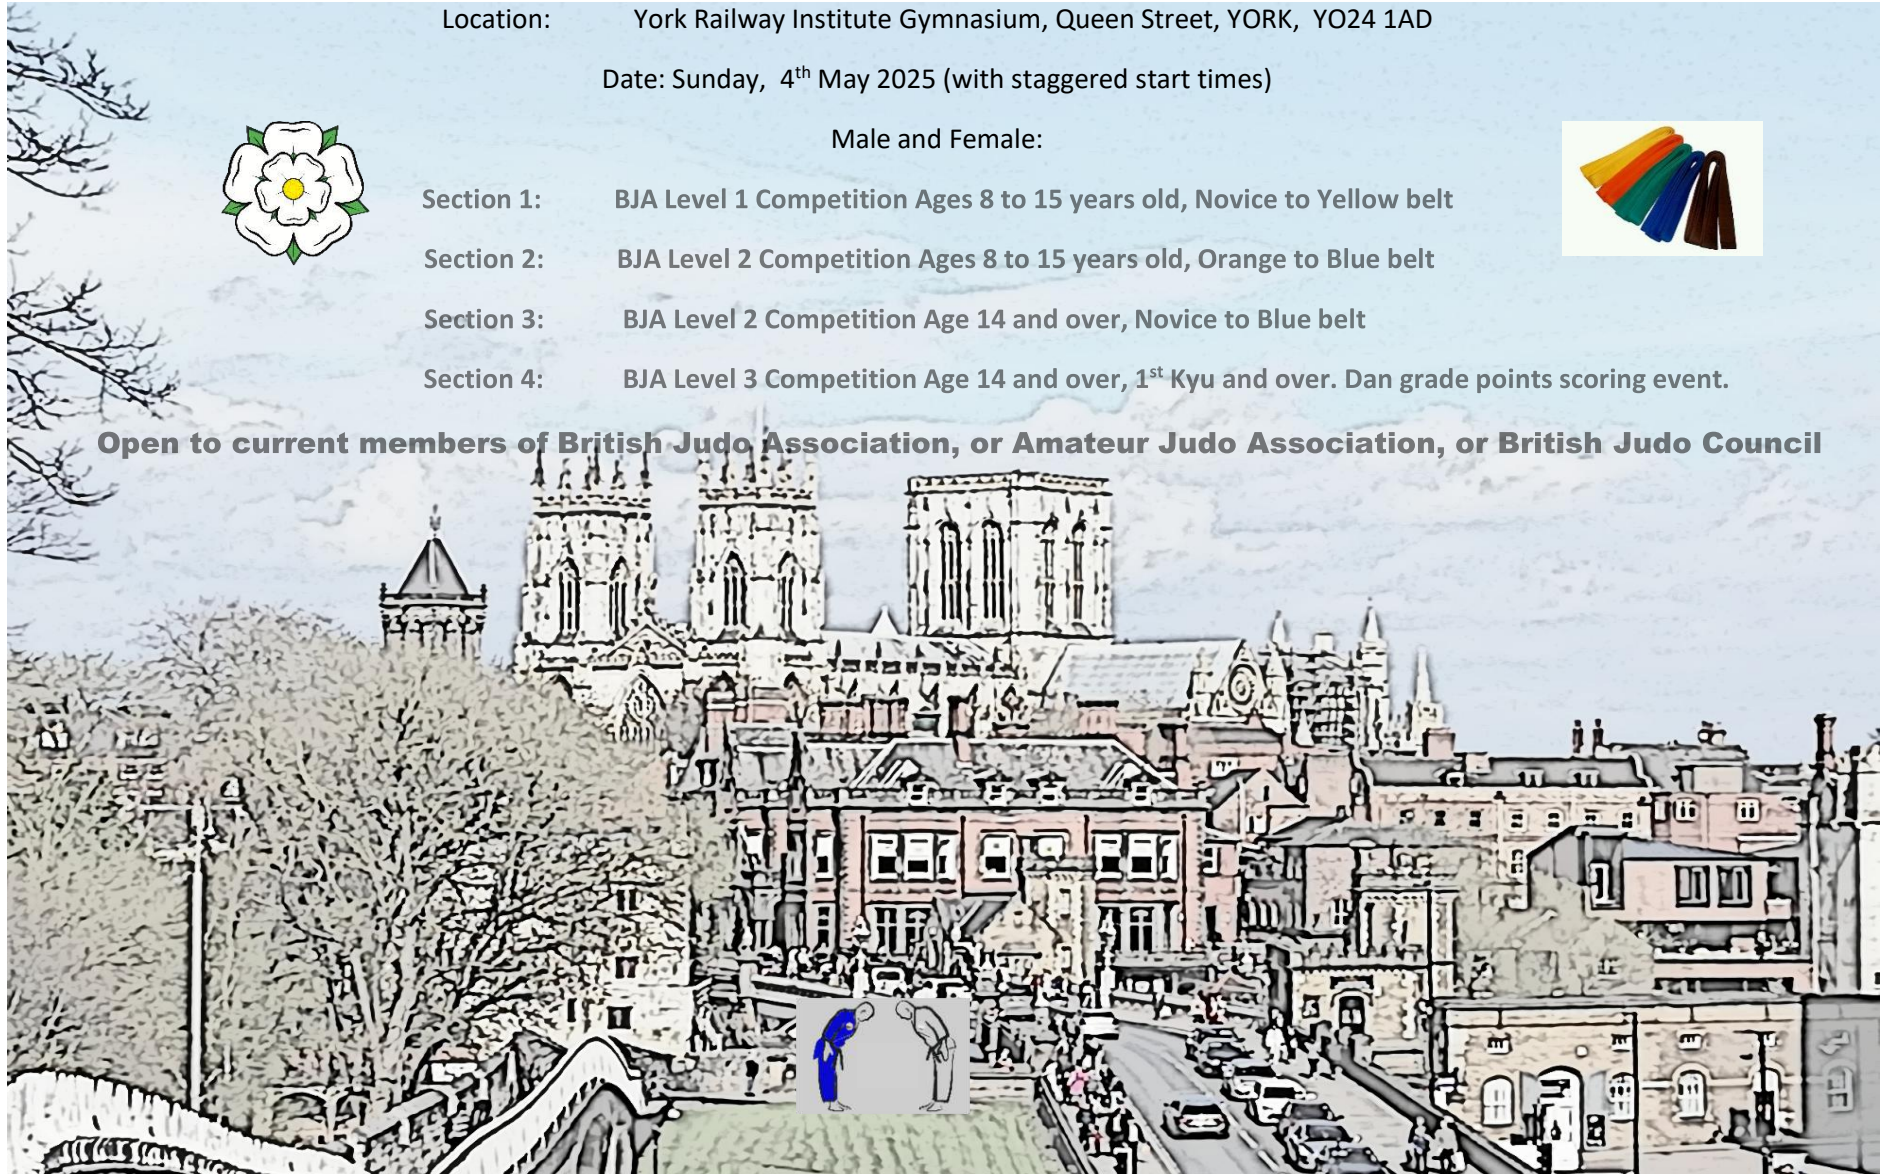 Location: York Railway Institute Gymnasium, Queen Street, YORK, YO24 1AD
Date: Sunday, 4th May 2025 (with staggered start times)
Male and Female:
Section 1: BJA Level 1 Competition Ages 8 to 15 years old, Novice to Yellow belt
Section 2: BJA Level 2 Competition Ages 8 to 15 years old, Orange to Blue belt
Section 3: BJA Level 2 Competition Age 14 and over, Novice to Blue belt
Section 4: BJA Level 3 Competition Age 14 and over, 1st Kyu and over. Dan grade points scoring event.
Open to current members of British Judo Association, or Amateur Judo Association, or British Judo Council